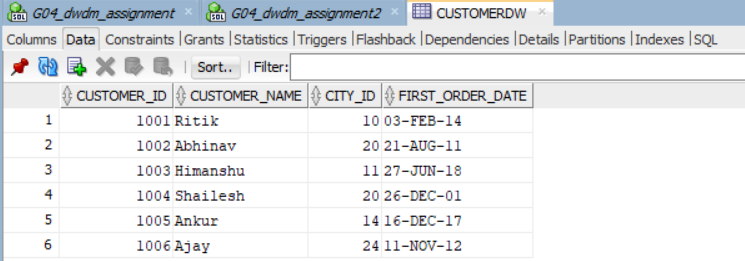 G04_dwdm_assignment × G04_dwdm_assignment2 × CUSTOMERDW ×
Columns Data Constraints |Grants |Statistics |Triggers |Flashback |Dependencies |Details |Partitions |Indexes |SQL
Sort.. Filter:
CUSTOMER_ID CUSTOMER_NAME CITY_ID FIRST_ORDER_DATE
1 1001 Ritik 10 03-FEB-14
2 1002 Abhinav 20 21-AUG-11
3 1003 Himanshu 11 27-JUN-18
4 1004 Shailesh 20 26-DEC-01
5 1005 Ankur 14 16-DEC-17
6 1006 Ajay 24 11-NOV-12